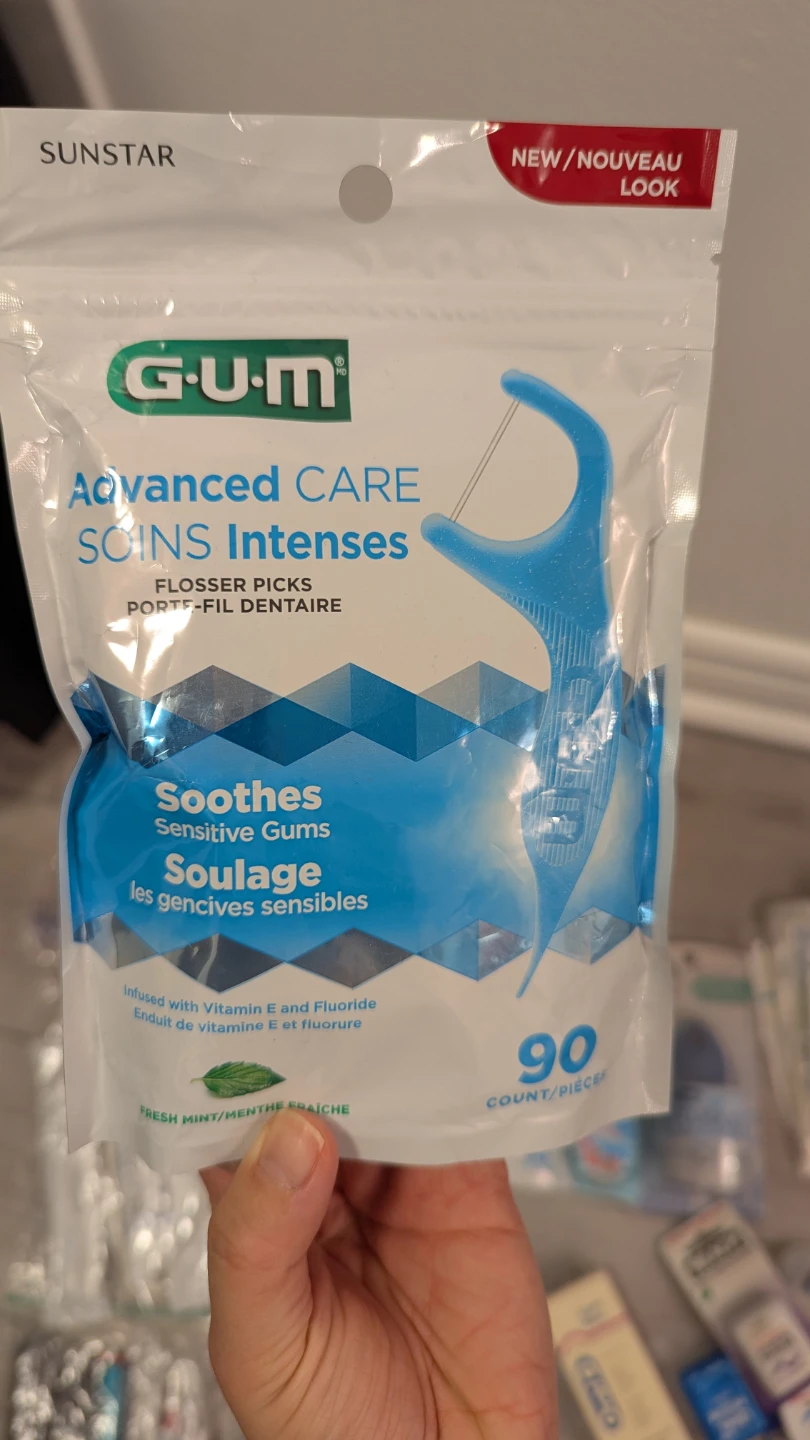 SUNSTAR
NEW/NOUVEAU
LOOK
G·U·M® MD
Advanced CARE
SOINS Intenses
FLOSSER PICKS
PORTE-FIL DENTAIRE
Soothes
Sensitive Gums
Soulage
les gencives sensibles
Infused with Vitamin E and Fluoride
Enduit de vitamine E et fluorure
90
COUNT/PIÈCES
FRESH MINT/MENTHE FRAÎCHE